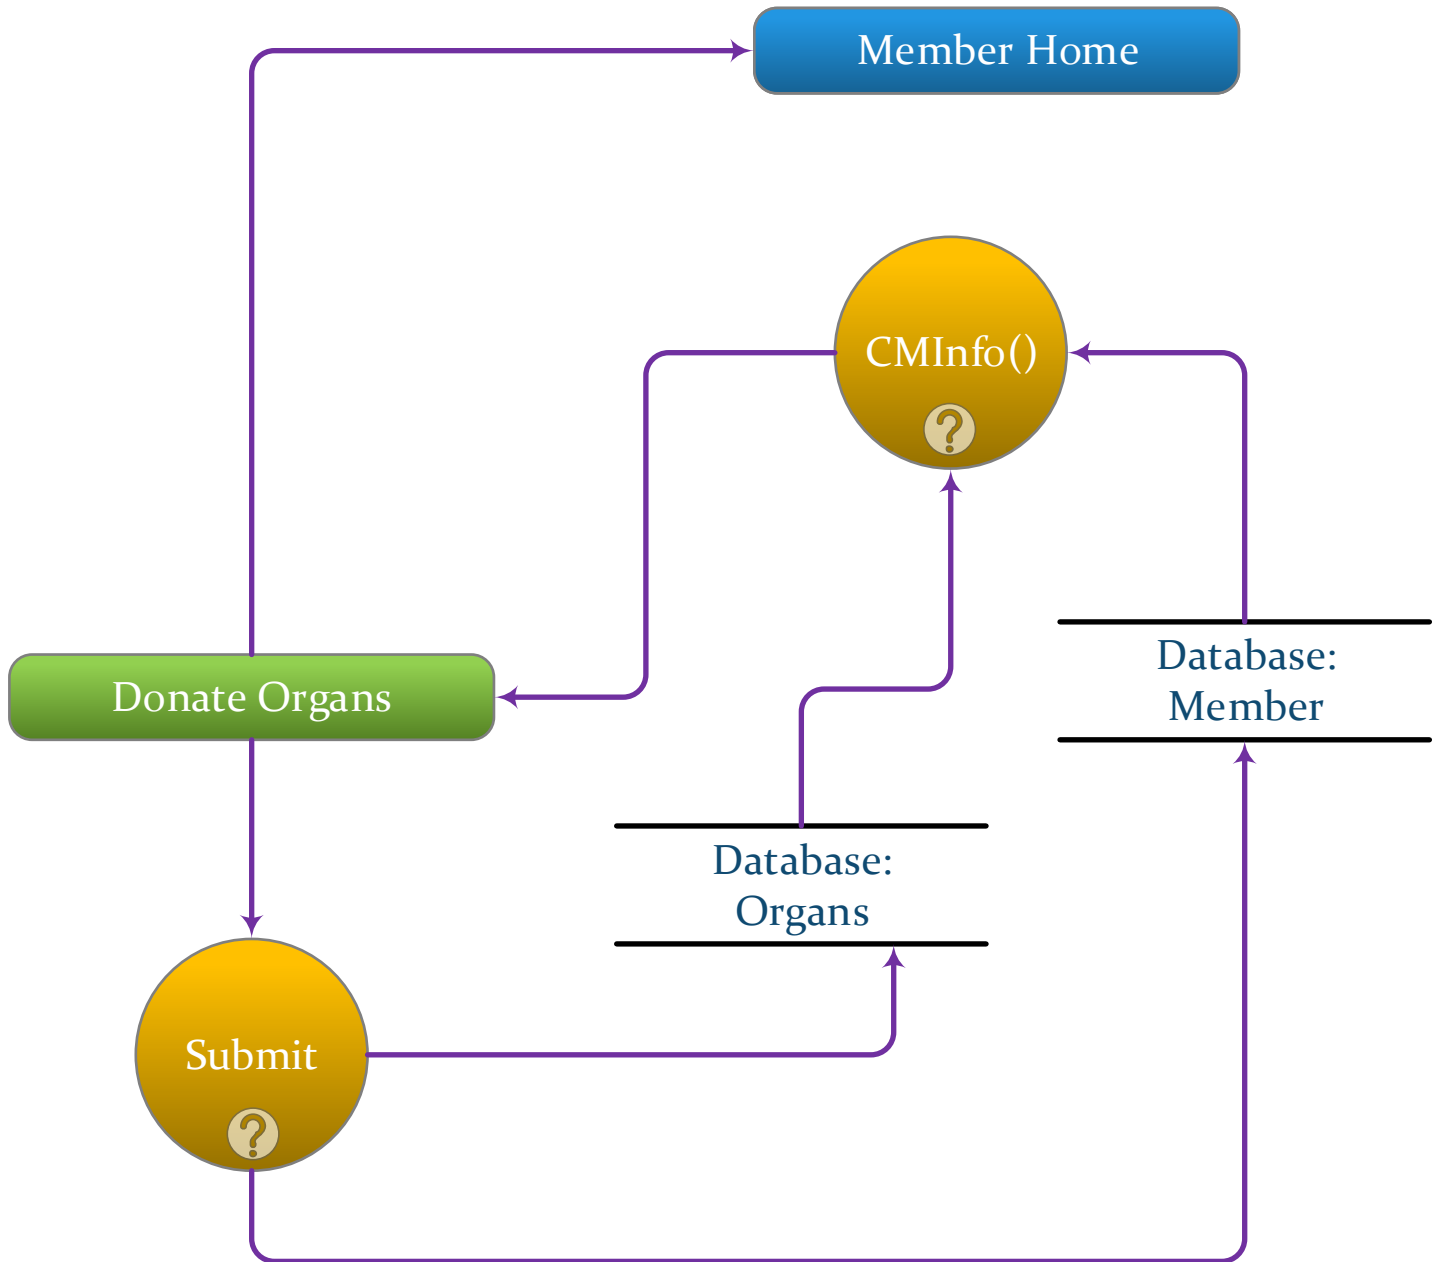 Member Home
CMInfo()
?
Donate Organs
Database:
Member
Database:
Organs
Submit
?